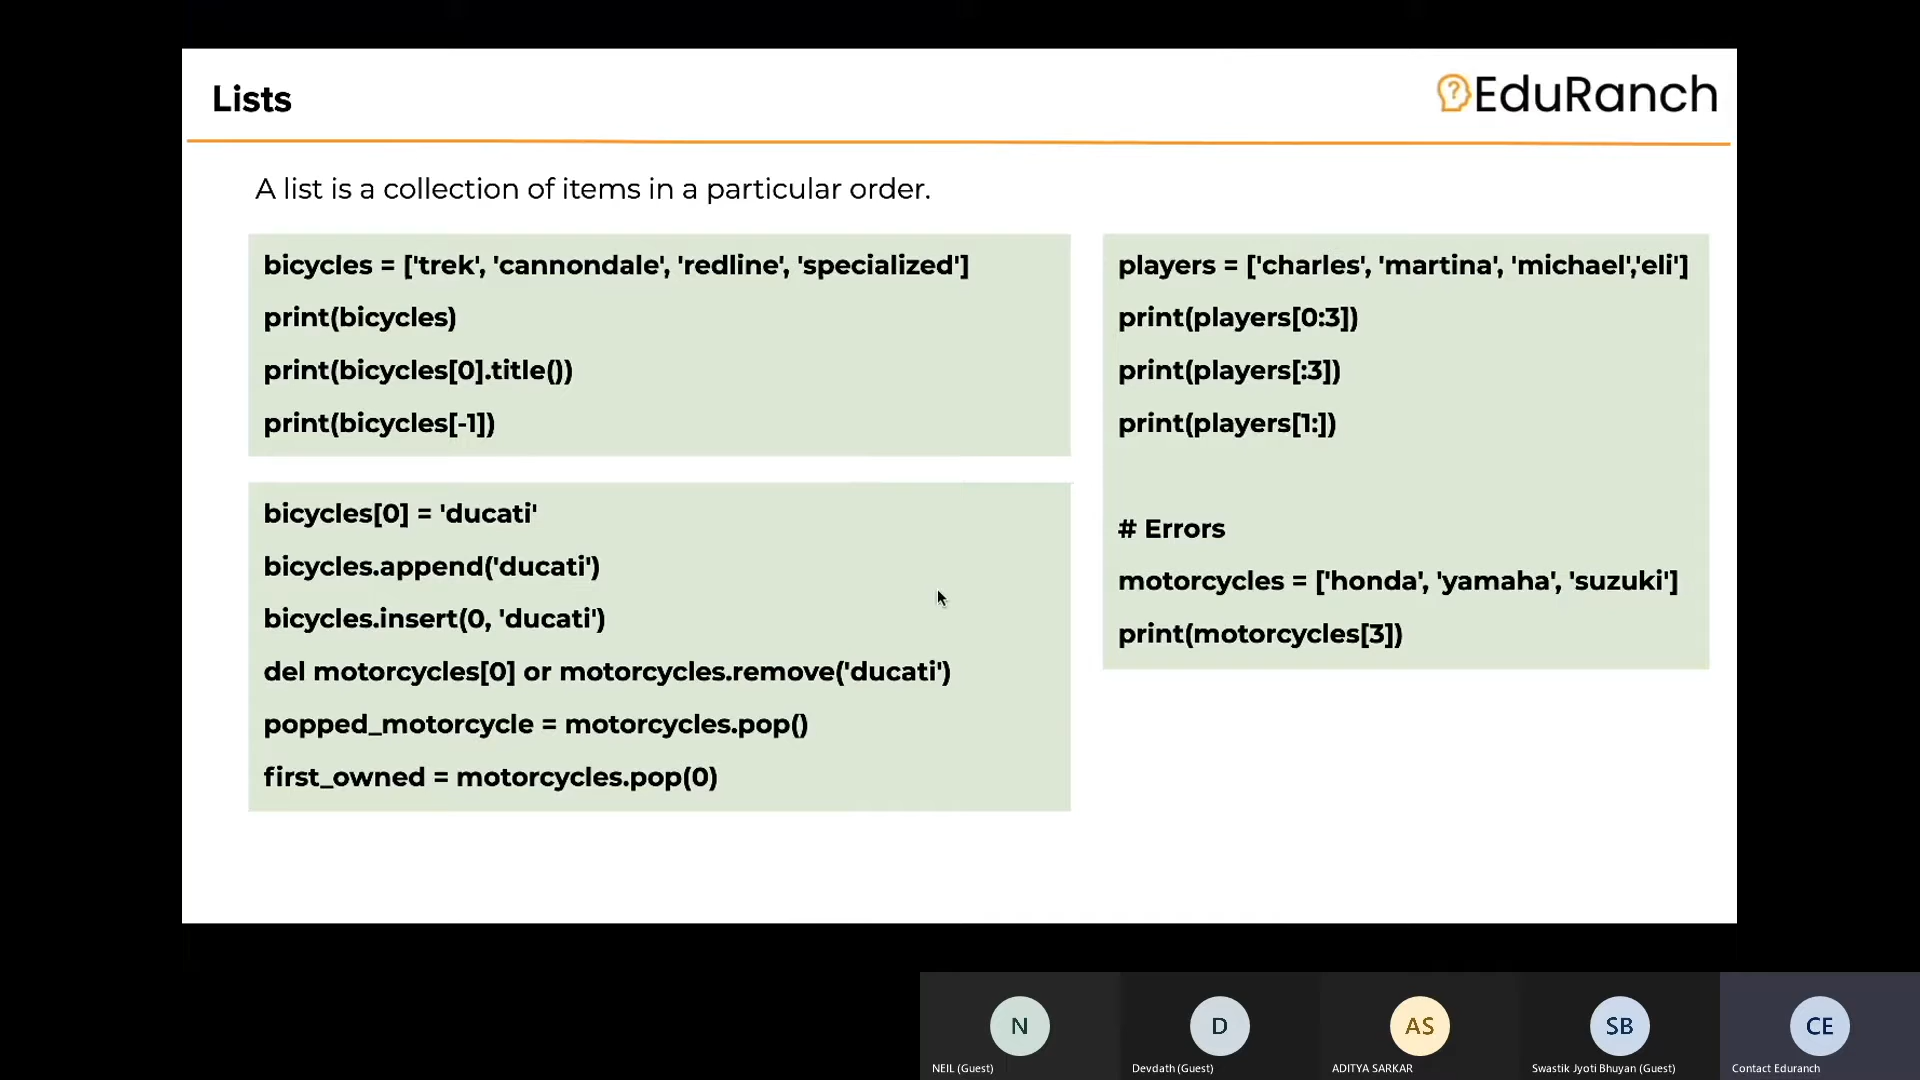 Lists
EduRanch
A list is a collection of items in a particular order.
bicycles = ['trek', 'cannondale', 'redline', 'specialized']
print(bicycles)
print(bicycles[0].title())
print(bicycles[-1])
bicycles[0] = 'ducati'
bicycles.append('ducati')
bicycles.insert(0, 'ducati')
del motorcycles[0] or motorcycles.remove('ducati')
popped_motorcycle = motorcycles.pop()
first_owned = motorcycles.pop(0)
players = ['charles', 'martina', 'michael','eli']
print(players[0:3])
print(players[:3])
print(players[1:])
# Errors
motorcycles = ['honda', 'yamaha', 'suzuki']
print(motorcycles[3])
N
NEIL (Guest)
D
Devdath (Guest)
AS
ADITYA SARKAR
SB
Swastik Jyoti Bhuyan (Guest)
CE
Contact Eduranch